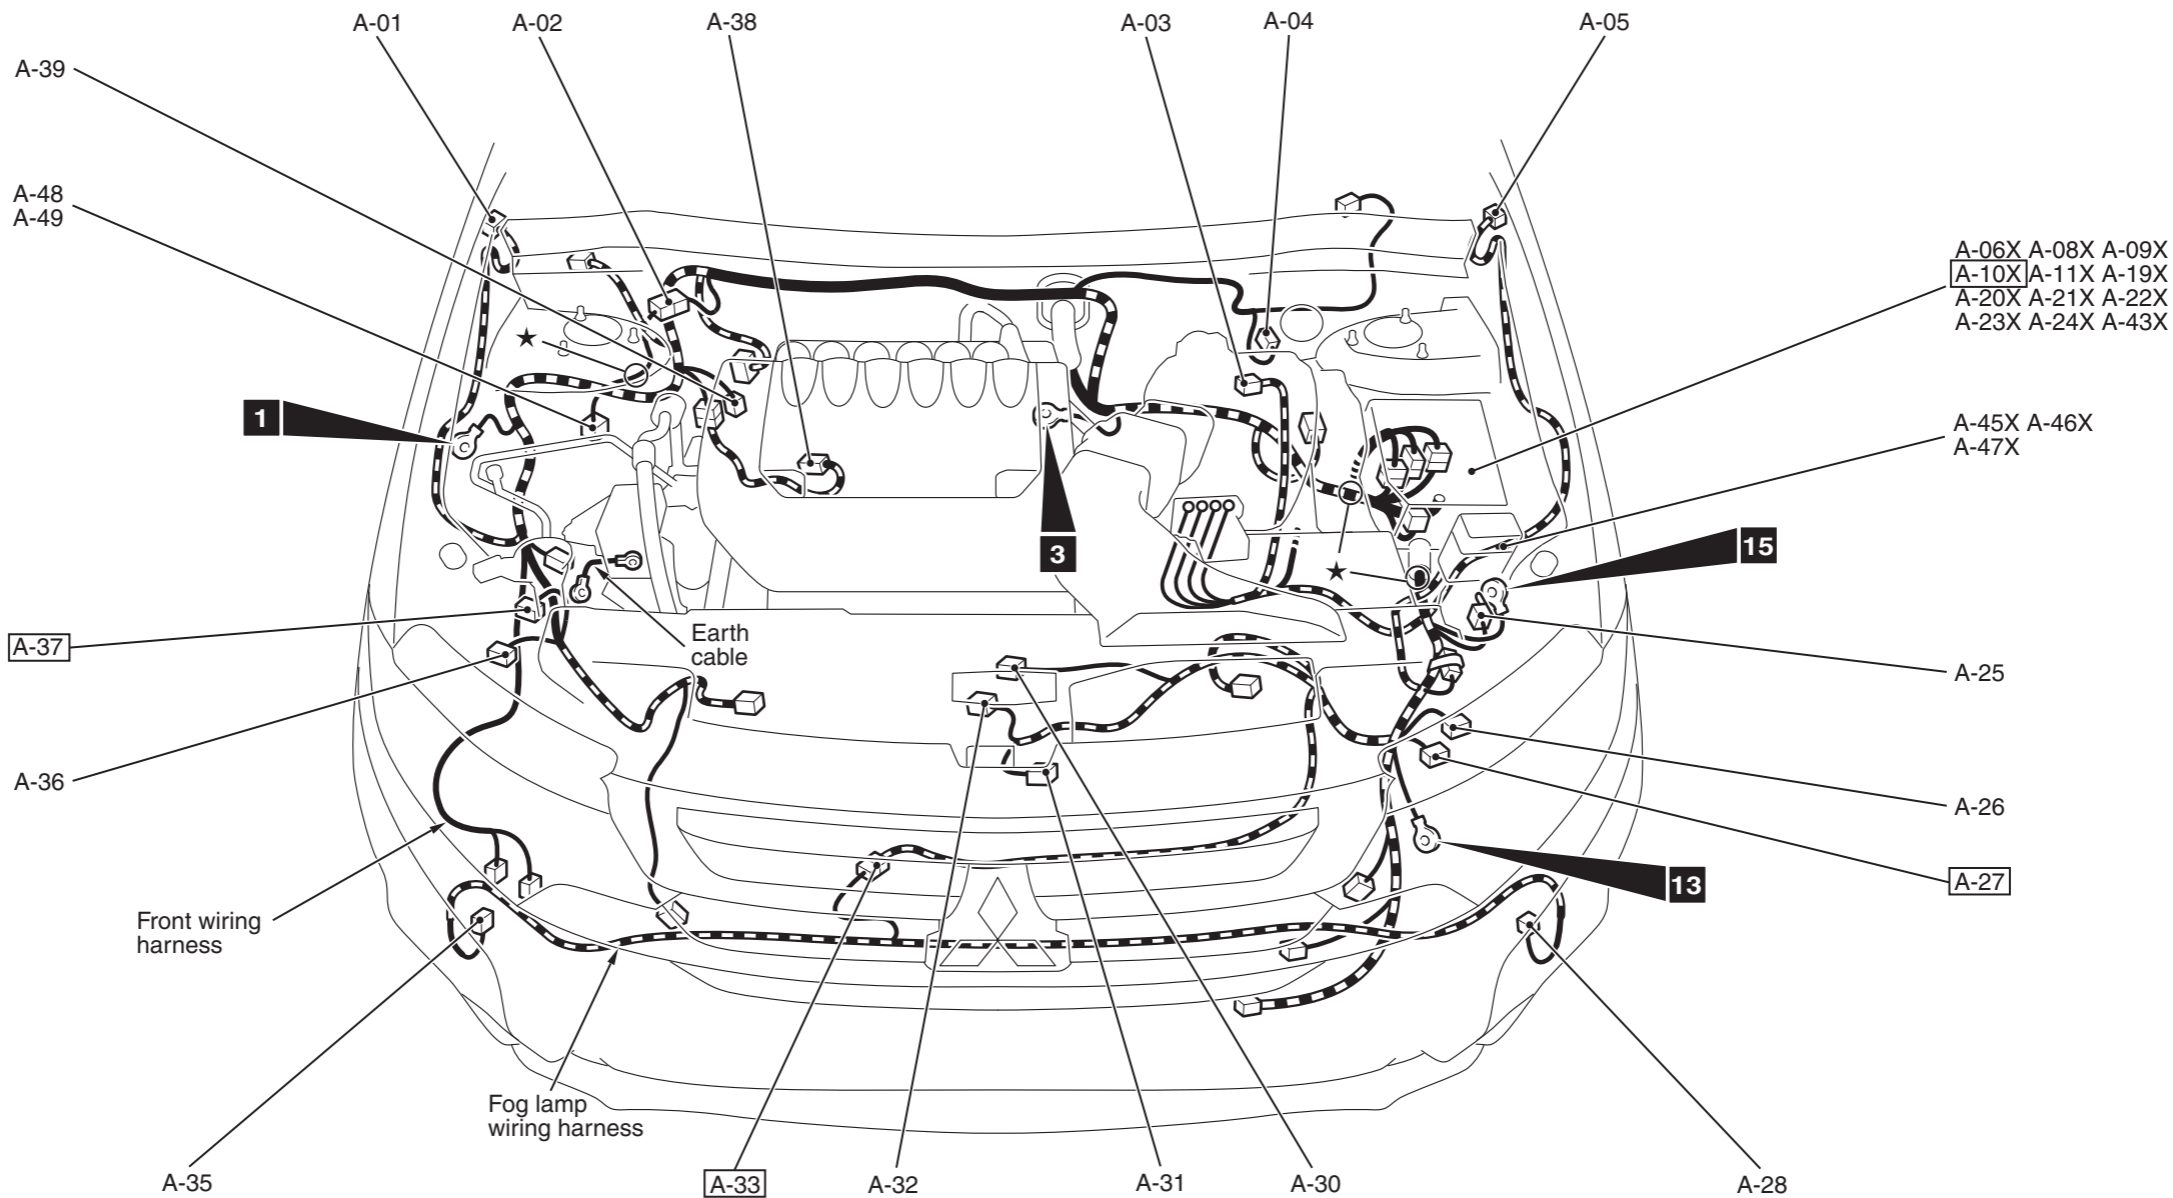 A-01
A-02
A-38
A-03
A-04
A-05
A-39
A-48
A-49
A-06X A-08X A-09X
A-10X A-11X A-19X
A-20X A-21X A-22X
A-23X A-24X A-43X
1
A-45X A-46X
A-47X
3
15
A-37
Earth
cable
A-25
A-36
A-26
13
A-27
Front wiring
harness
Fog lamp
wiring harness
A-35
A-33
A-32
A-31
A-30
A-28